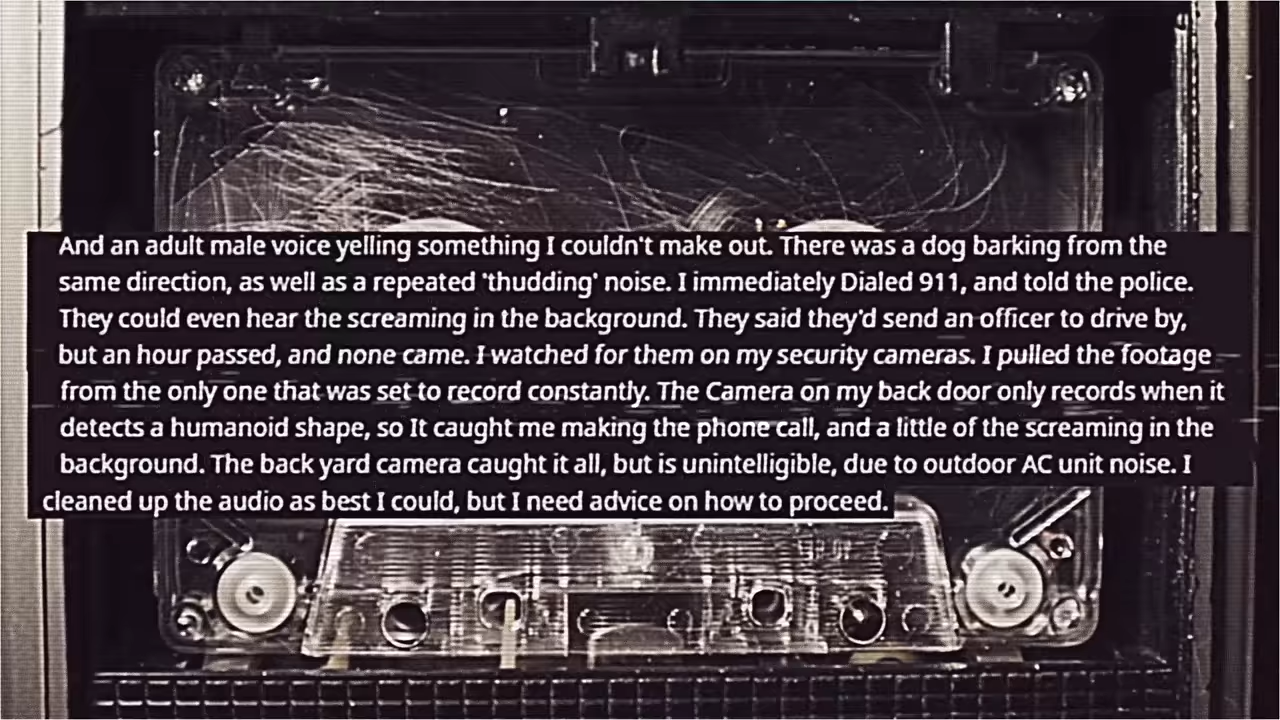 And an adult male voice yelling something I couldn't make out. There was a dog barking from the
same direction, as well as a repeated 'thudding' noise. I immediately Dialed 911, and told the police.
They could even hear the screaming in the background. They said they'd send an officer to drive by,
but an hour passed, and none came. I watched for them on my security cameras. I pulled the footage
from the only one that was set to record constantly. The Camera on my back door only records when it
detects a humanoid shape, so It caught me making the phone call, and a little of the screaming in the
background. The back yard camera caught it all, but is unintelligible, due to outdoor AC unit noise. I
cleaned up the audio as best I could, but I need advice on how to proceed.